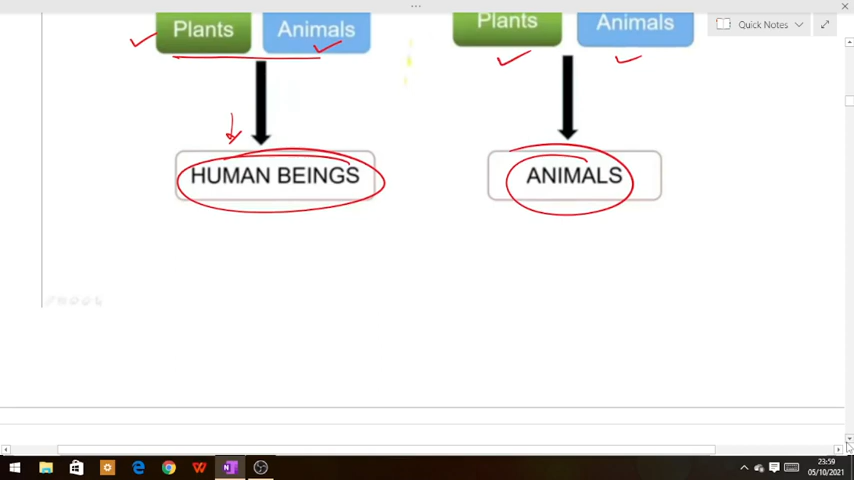 Quick Notes
Plants Animals Plants Animals
HUMAN BEINGS ANIMALS
23:59
05/10/2021